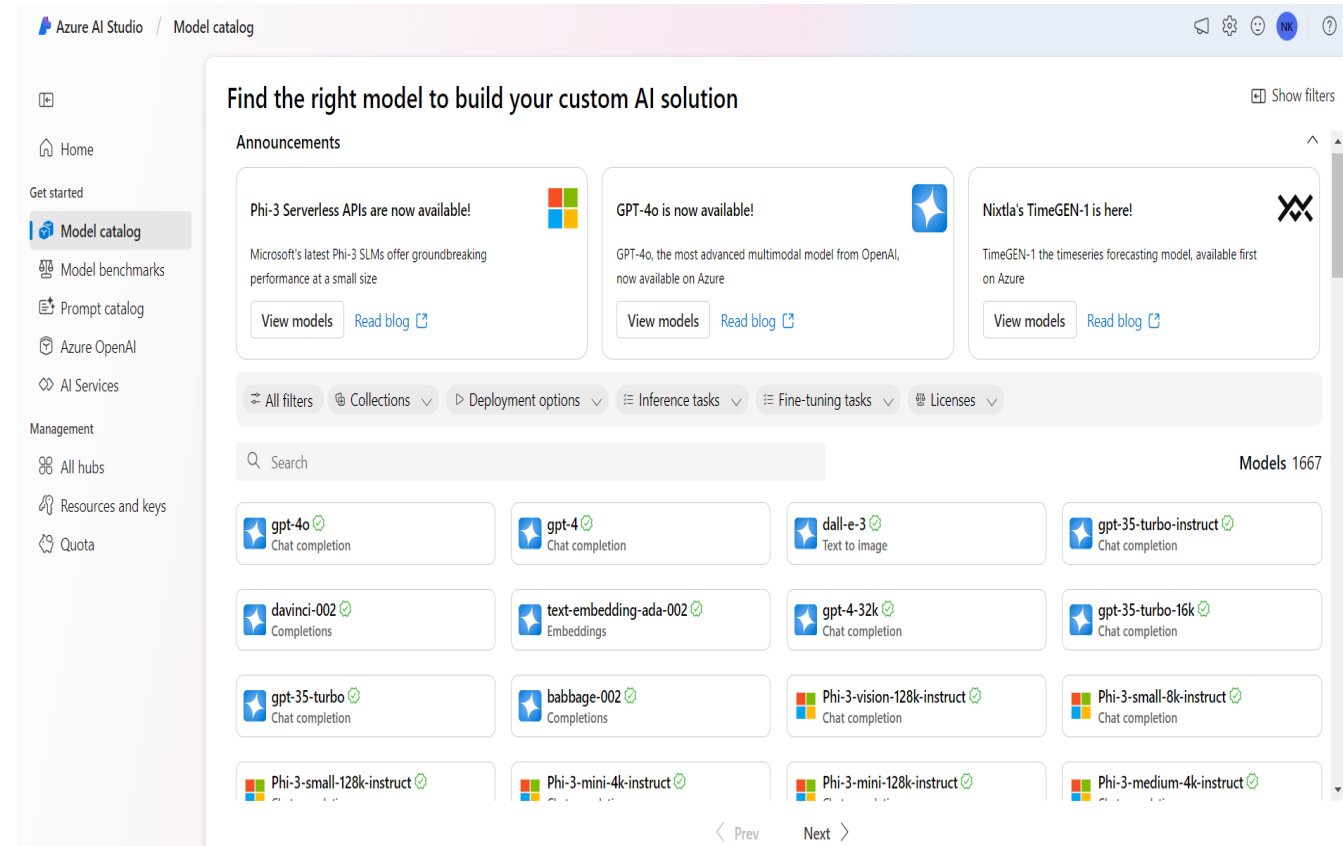 Azure AI Studio / Model catalog
NK
Home
Get started
Model catalog
Model benchmarks
Prompt catalog
Azure OpenAI
AI Services
Management
All hubs
Resources and keys
Quota
Find the right model to build your custom AI solution
Show filters
Announcements
Phi-3 Serverless APIs are now available!
Microsoft's latest Phi-3 SLMs offer groundbreaking
performance at a small size
View models Read blog
GPT-4o is now available!
GPT-4o, the most advanced multimodal model from OpenAI,
now available on Azure
View models Read blog
Nixtla's TimeGEN-1 is here!
TimeGEN-1 the timeseries forecasting model, available first
on Azure
View models Read blog
All filters Collections Deployment options Inference tasks Fine-tuning tasks Licenses
Search
Models 1667
gpt-4o
Chat completion
gpt-4
Chat completion
dall-e-3
Text to image
gpt-35-turbo-instruct
Chat completion
davinci-002
Completions
text-embedding-ada-002
Embeddings
gpt-4-32k
Chat completion
gpt-35-turbo-16k
Chat completion
gpt-35-turbo
Chat completion
babbage-002
Completions
Phi-3-vision-128k-instruct
Chat completion
Phi-3-small-8k-instruct
Chat completion
Phi-3-small-128k-instruct
Phi-3-mini-4k-instruct
Phi-3-mini-128k-instruct
Phi-3-medium-4k-instruct
Prev Next